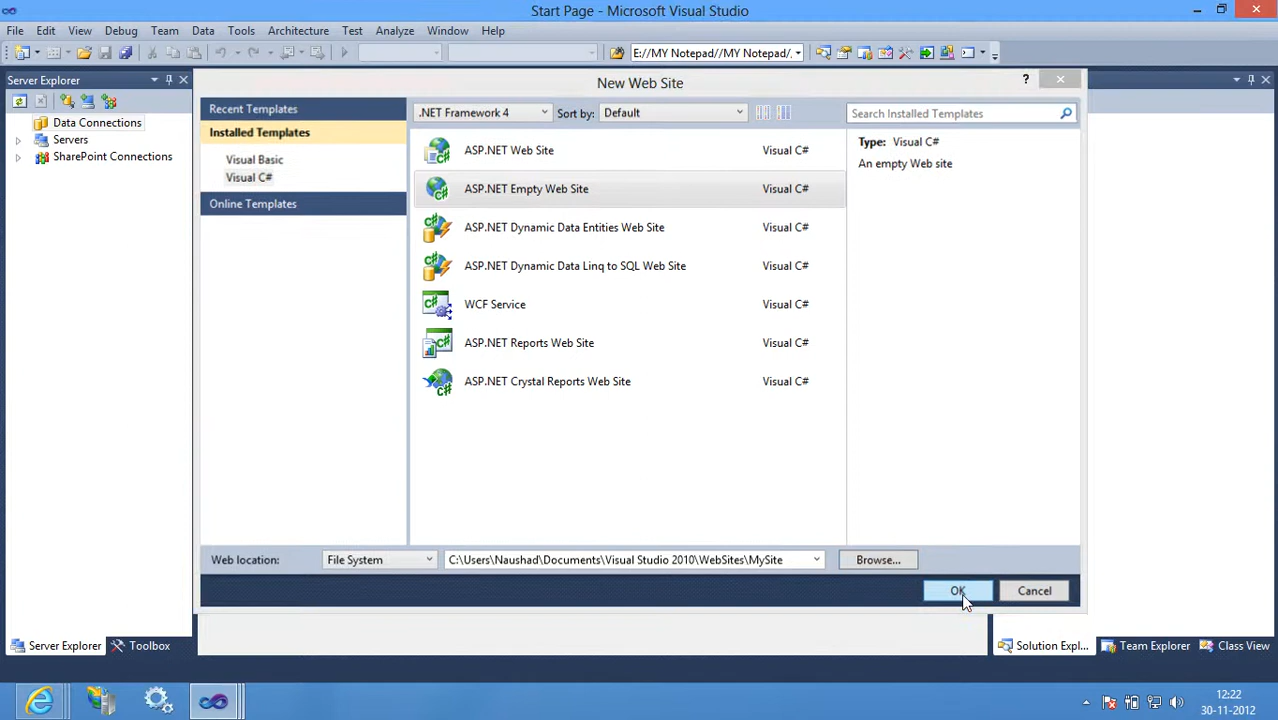 Start Page - Microsoft Visual Studio
File Edit View Debug Team Data Tools Architecture Test Analyze Window Help
E://MY Notepad//MY Notepad/.
Server Explorer
Data Connections
Servers
SharePoint Connections
New Web Site
?
Recent Templates
Installed Templates
Visual Basic
Visual C#
Online Templates
.NET Framework 4 Sort by: Default
Search Installed Templates
ASP.NET Web Site Visual C#
ASP.NET Empty Web Site Visual C#
ASP.NET Dynamic Data Entities Web Site Visual C#
ASP.NET Dynamic Data Linq to SQL Web Site Visual C#
WCF Service Visual C#
ASP.NET Reports Web Site Visual C#
ASP.NET Crystal Reports Web Site Visual C#
Type: Visual C#
An empty Web site
Web location: File System C:\Users\Naushad\Documents\Visual Studio 2010\WebSites\MySite Browse...
OK Cancel
Server Explorer Toolbox
Solution Expl... Team Explorer Class View
12:22
30-11-2012